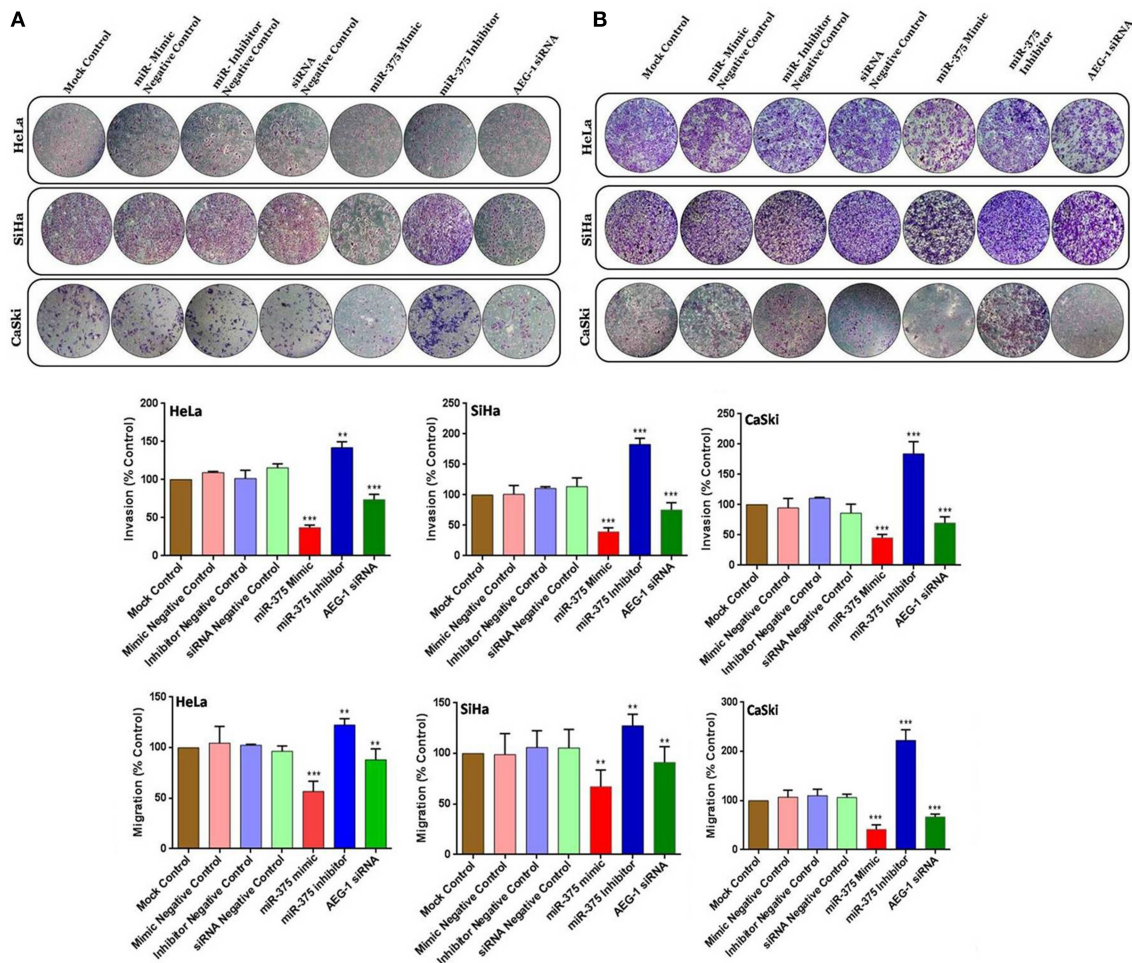 A
Mock Control
miR- Mimic
Negative Control
miR- Inhibitor
Negative Control
siRNA
Negative Control
miR-375 Mimic
miR-375 Inhibitor
AEG-1 siRNA
HeLa
SiHa
CaSki
B
Mock Control
miR-Mimic
Negative Control
miR- Inhibitor
Negative Control
siRNA
Negative Control
miR-375 Mimic
miR-375
Inhibitor
AEG-1 siRNA
HeLa
SiHa
CaSki
HeLa
Invasion (% Control)
200
150
100
50
0
**
***
***
Mock Control
Mimic Negative Control
Inhibitor Negative Control
siRNA Negative Control
miR-375 Mimic
miR-375 Inhibitor
AEG-1 siRNA
SiHa
Invasion (% Control)
250
200
150
100
50
0
***
***
***
Mock Control
Mimic Negative Control
Inhibitor Negative Control
siRNA Negative Control
miR-375 Mimic
miR-375 Inhibitor
AEG-1 siRNA
CaSki
Invasion (% Control)
250
200
150
100
50
0
***
***
***
Mock Control
Mimic Negative Control
Inhibitor Negative Control
siRNA Negative Control
miR-375 Mimic
miR-375 Inhibitor
AEG-1 siRNA
HeLa
Migration (% Control)
150
100
50
0
***
**
**
Mock Control
Mimic Negative Control
Inhibitor Negative Control
siRNA Negative Control
miR-375 mimic
miR-375 inhibitor
AEG-1 siRNA
SiHa
Migration (% Control)
150
100
50
0
**
**
**
Mock Control
Mimic Negative Control
Inhibitor Negative Control
siRNA Negative Control
miR-375 Mimic
miR-375 Inhibitor
AEG-1 siRNA
CaSki
Migration (% Control)
300
200
100
0
***
***
***
Mock Control
Mimic Negative Control
Inhibitor Negative Control
siRNA Negative Control
miR-375 Mimic
miR-375 Inhibitor
AEG-1 siRNA